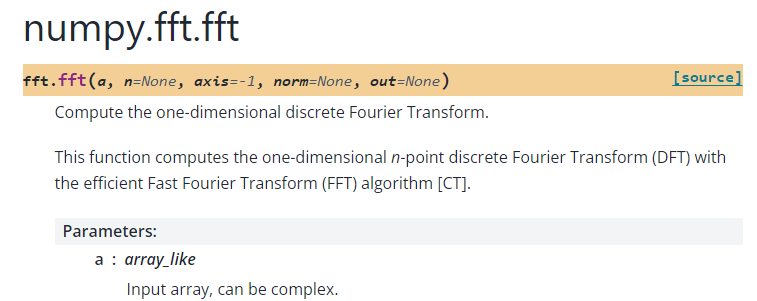 numpy.fft.fft
fft.fft(a, n=None, axis=-1, norm=None, out=None) [source]
Compute the one-dimensional discrete Fourier Transform.
This function computes the one-dimensional n-point discrete Fourier Transform (DFT) with
the efficient Fast Fourier Transform (FFT) algorithm [CT].
Parameters:
a : array_like
Input array, can be complex.